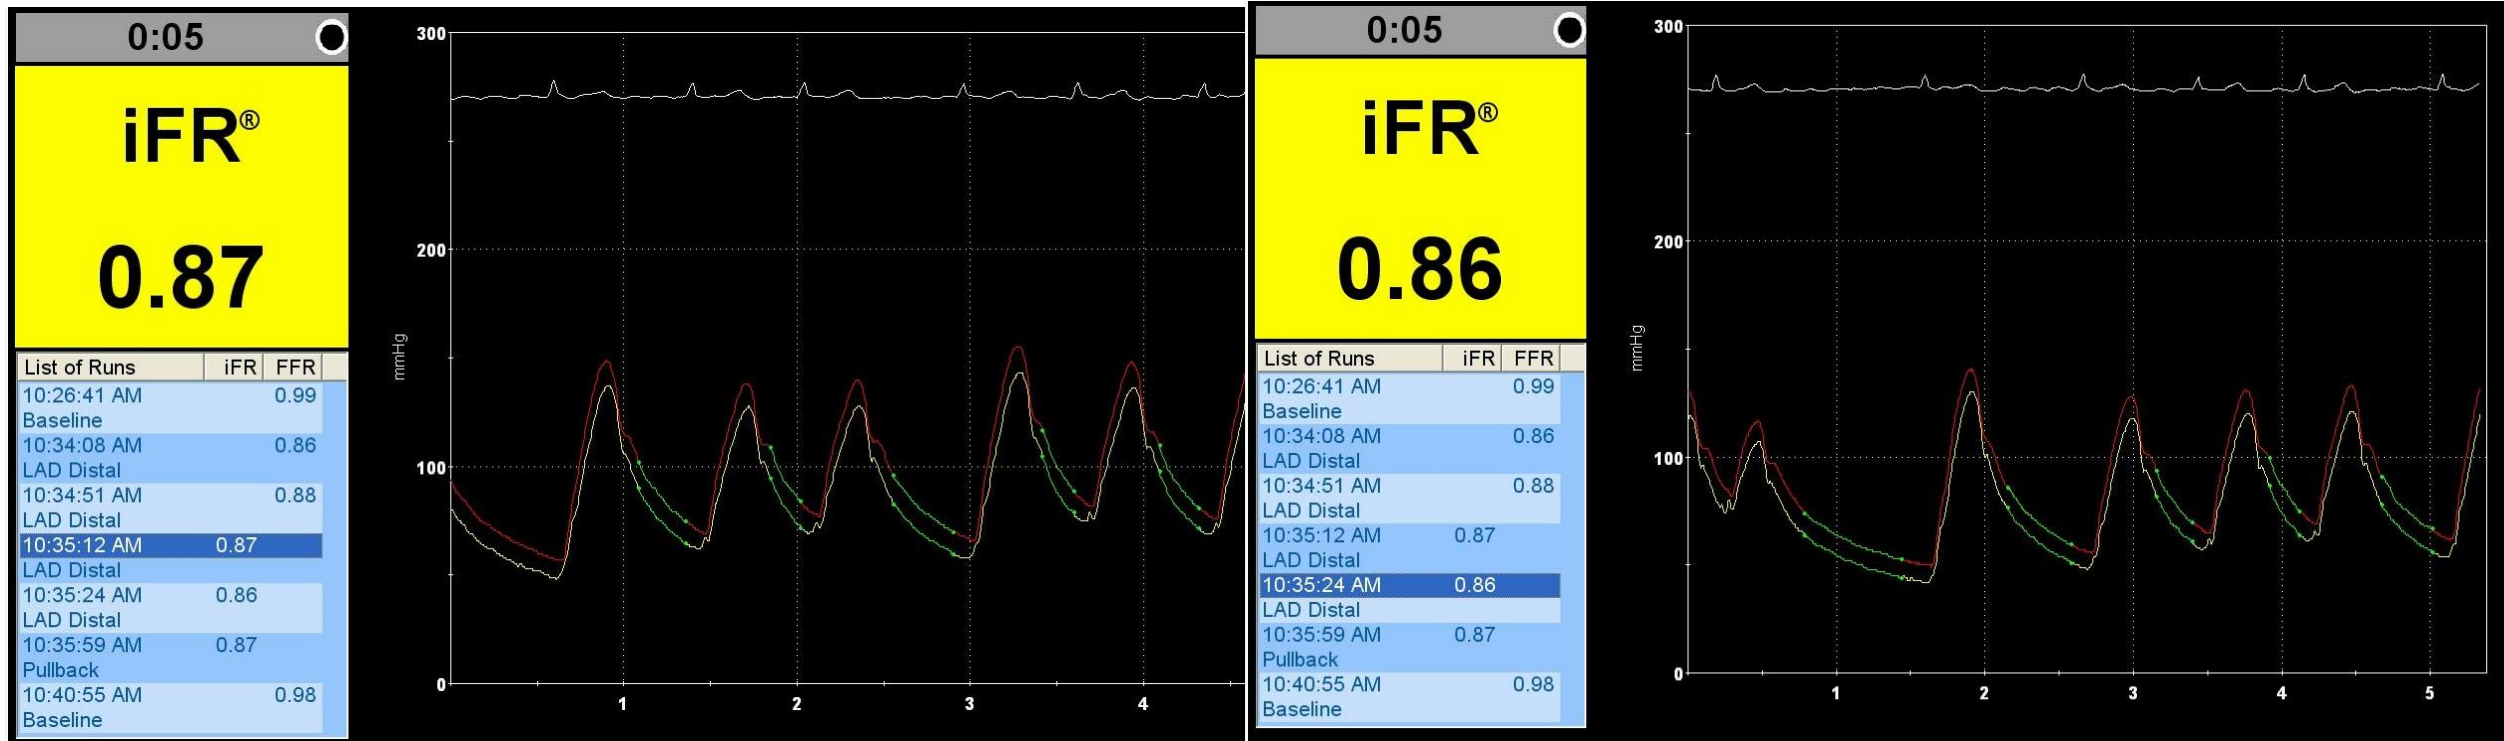 0:05
iFR®
0.87
List of Runs iFR FFR
10:26:41 AM 0.99
Baseline
10:34:08 AM 0.86
LAD Distal
10:34:51 AM 0.88
LAD Distal
10:35:12 AM 0.87
LAD Distal
10:35:24 AM 0.86
LAD Distal
10:35:59 AM 0.87
Pullback
10:40:55 AM 0.98
Baseline
300
200
mmHg
100
0
1 2 3 4
0:05
iFR®
0.86
List of Runs iFR FFR
10:26:41 AM 0.99
Baseline
10:34:08 AM 0.86
LAD Distal
10:34:51 AM 0.88
LAD Distal
10:35:12 AM 0.87
LAD Distal
10:35:24 AM 0.86
LAD Distal
10:35:59 AM 0.87
Pullback
10:40:55 AM 0.98
Baseline
300
200
mmHg
100
0
1 2 3 4 5